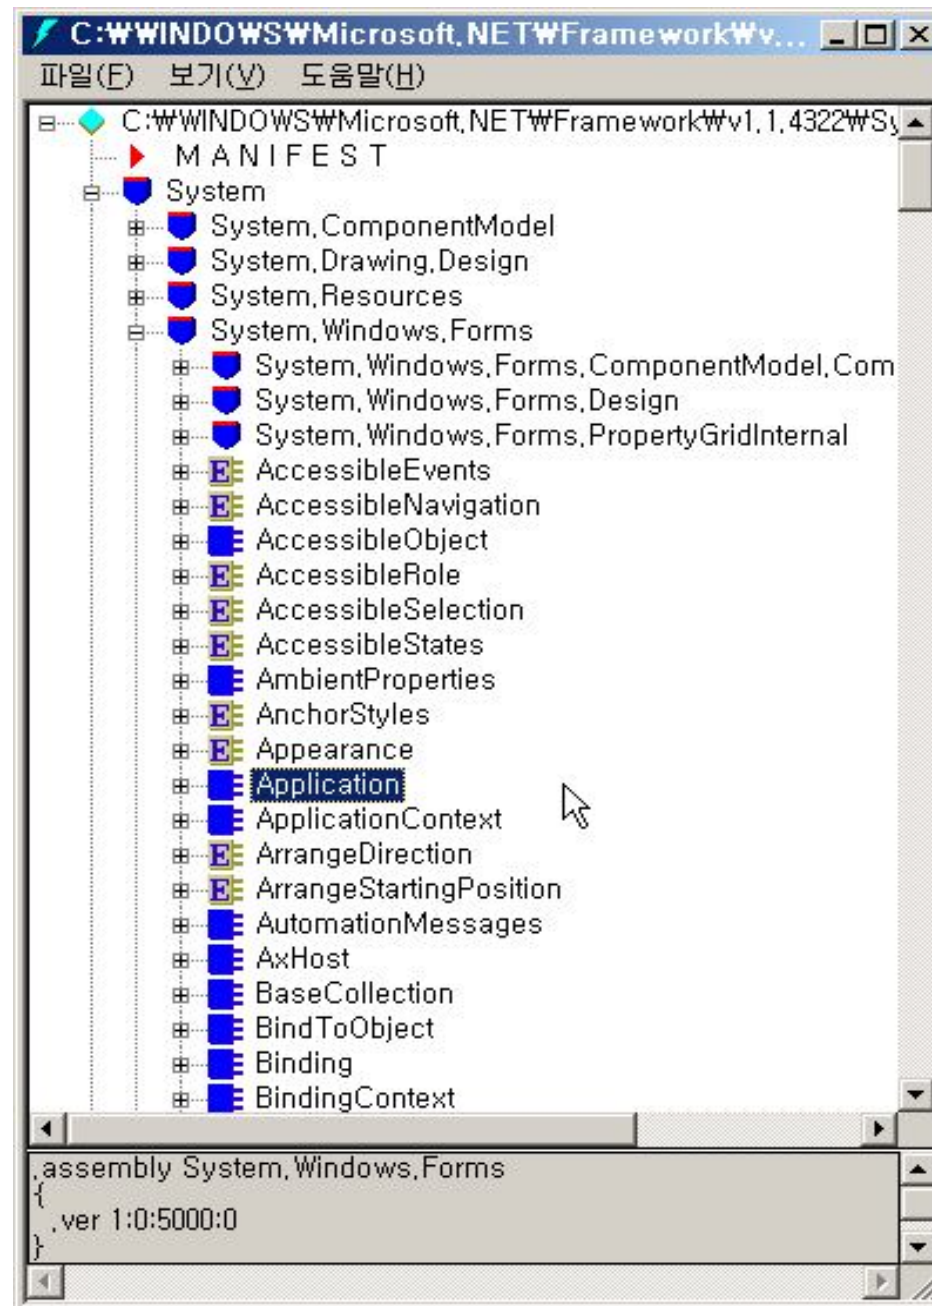 C:₩WINDOWS₩Microsoft.NET₩Framework₩v...
파일(F) 보기(V) 도움말(H)
C:₩WINDOWS₩Microsoft.NET₩Framework₩v1.1.4322₩Sy
M A N I F E S T
System
System.ComponentModel
System.Drawing.Design
System.Resources
System.Windows.Forms
System.Windows.Forms.ComponentModel.Com
System.Windows.Forms.Design
System.Windows.Forms.PropertyGridInternal
E AccessibleEvents
E AccessibleNavigation
AccessibleObject
E AccessibleRole
E AccessibleSelection
E AccessibleStates
AmbientProperties
E AnchorStyles
E Appearance
Application
ApplicationContext
E ArrangeDirection
E ArrangeStartingPosition
AutomationMessages
AxHost
BaseCollection
BindToObject
Binding
BindingContext
.assembly System.Windows.Forms
{
.ver 1:0:5000:0
}